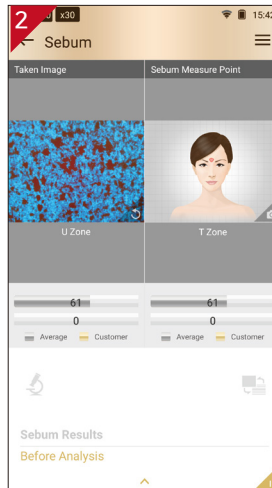 2
x30
15:42
Sebum
Taken Image
Sebum Measure Point
U Zone
T Zone
61
61
0
0
Average
Customer
Average
Customer
Sebum Results
Before Analysis